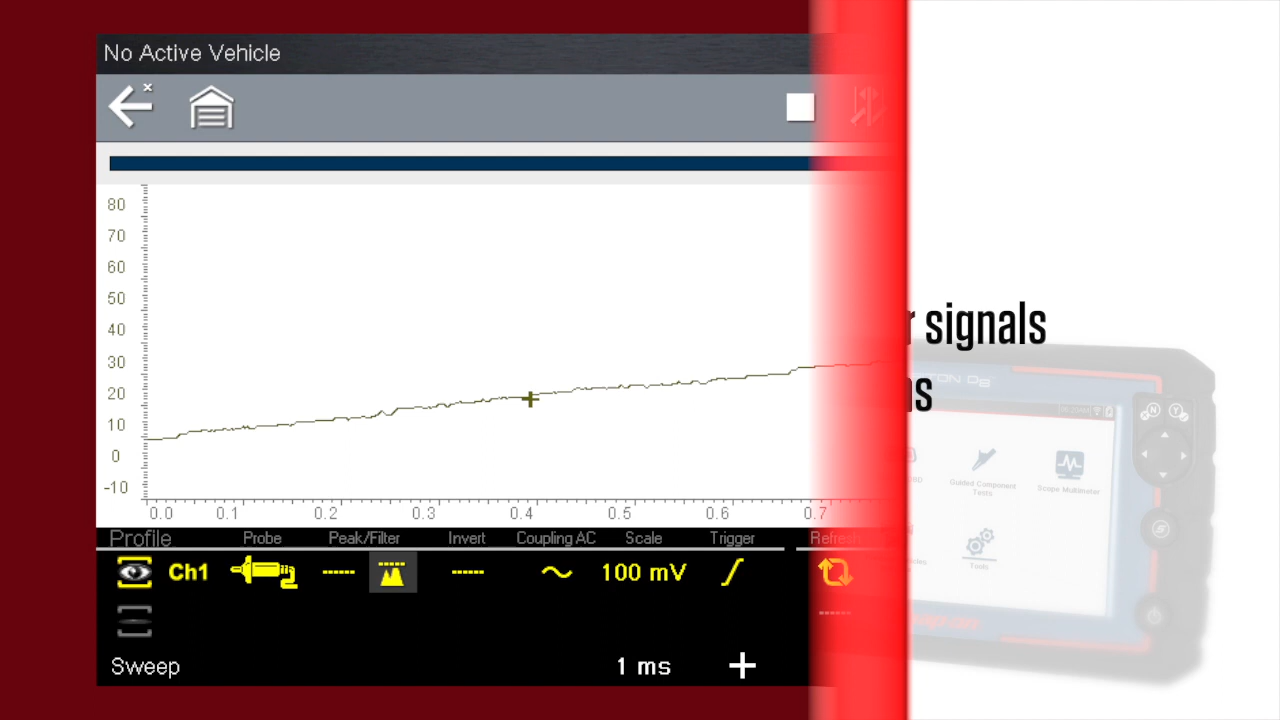 No Active Vehicle
80
70
60
50
40
30
20
10
0
-10
0.0 0.1 0.2 0.3 0.4 0.5 0.6 0.7
Profile Probe Peak/Filter Invert Coupling AC Scale Trigger
Ch1 100 mV
Sweep 1 ms
signals
Guided Component
Tests
Scope Multimeter
Tools
N
Y
S